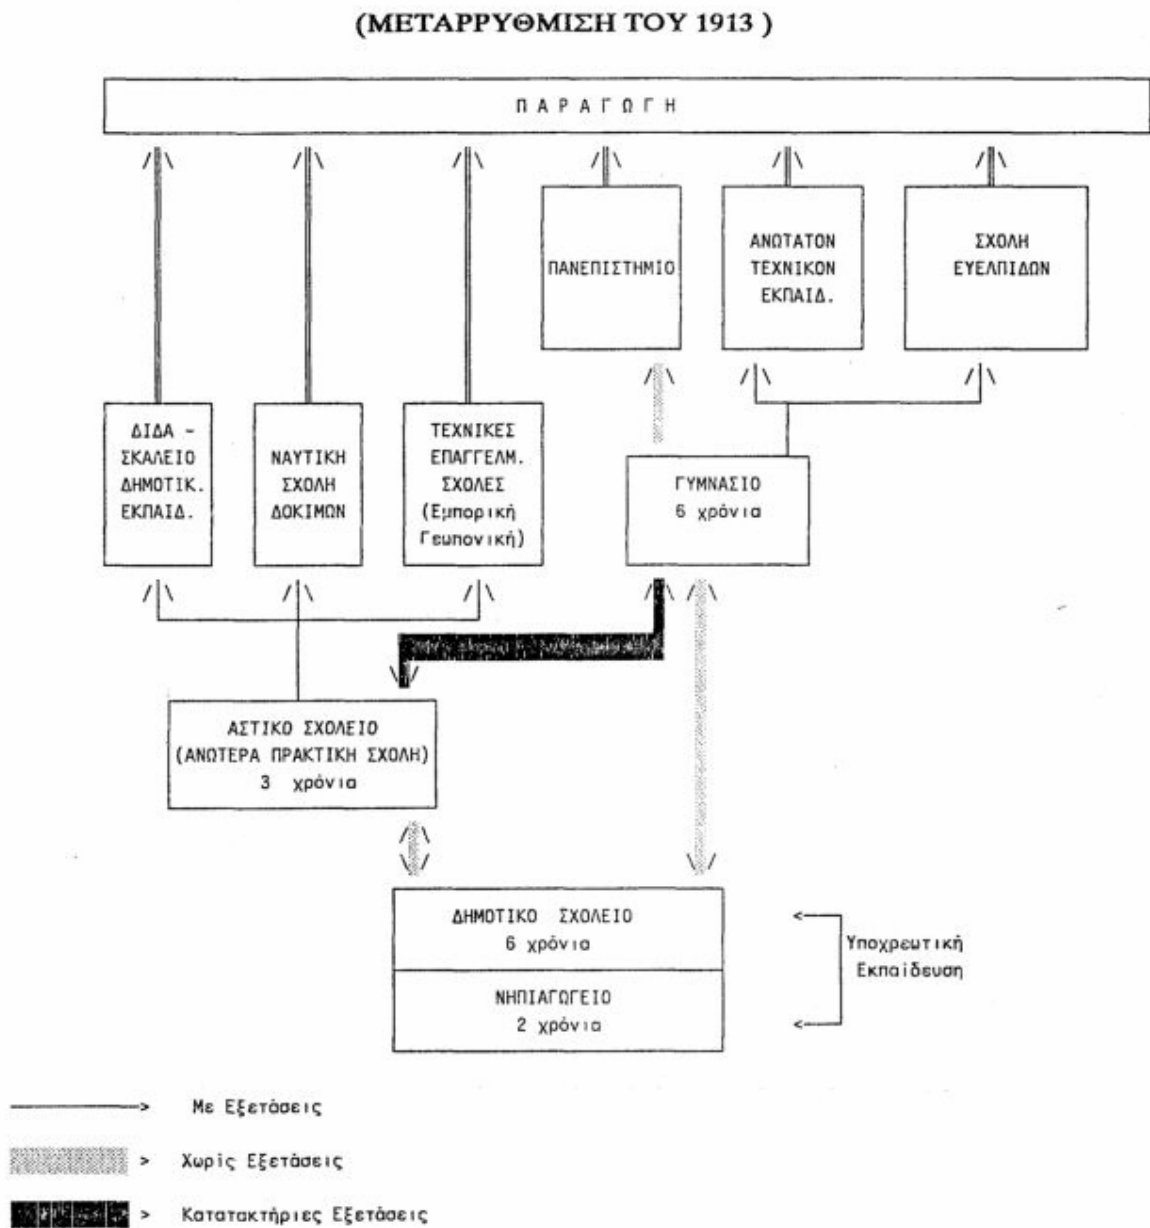 (ΜΕΤΑΡΡΥΘΜΙΣΗ ΤΟΥ 1913 )
Π Α Ρ Α Γ Ω Γ Η
ΠΑΝΕΠΙΣΤΗΜΙΟ
ΑΝΩΤΑΤΟΝ
ΤΕΧΝΙΚΟΝ
ΕΚΠΑΙΔ.
ΣΧΟΛΗ
ΕΥΕΛΠΙΔΩΝ
ΔΙΔΑ -
ΣΚΑΛΕΙΟ
ΔΗΜΟΤΙΚ.
ΕΚΠΑΙΔ.
ΝΑΥΤΙΚΗ
ΣΧΟΛΗ
ΔΟΚΙΜΩΝ
ΤΕΧΝΙΚΕΣ
ΕΠΑΓΓΕΛΜ.
ΣΧΟΛΕΣ
(Εμπορική
Γεωπονική)
ΓΥΜΝΑΣΙΟ
6 χρόνια
ΑΣΤΙΚΟ ΣΧΟΛΕΙΟ
(ΑΝΩΤΕΡΑ ΠΡΑΚΤΙΚΗ ΣΧΟΛΗ)
3 χρόνια
ΔΗΜΟΤΙΚΟ ΣΧΟΛΕΙΟ
6 χρόνια
ΝΗΠΙΑΓΩΓΕΙΟ
2 χρόνια
Υποχρεωτική
Εκπαίδευση
Με Εξετάσεις
Χωρίς Εξετάσεις
Κατατακτήριες Εξετάσεις